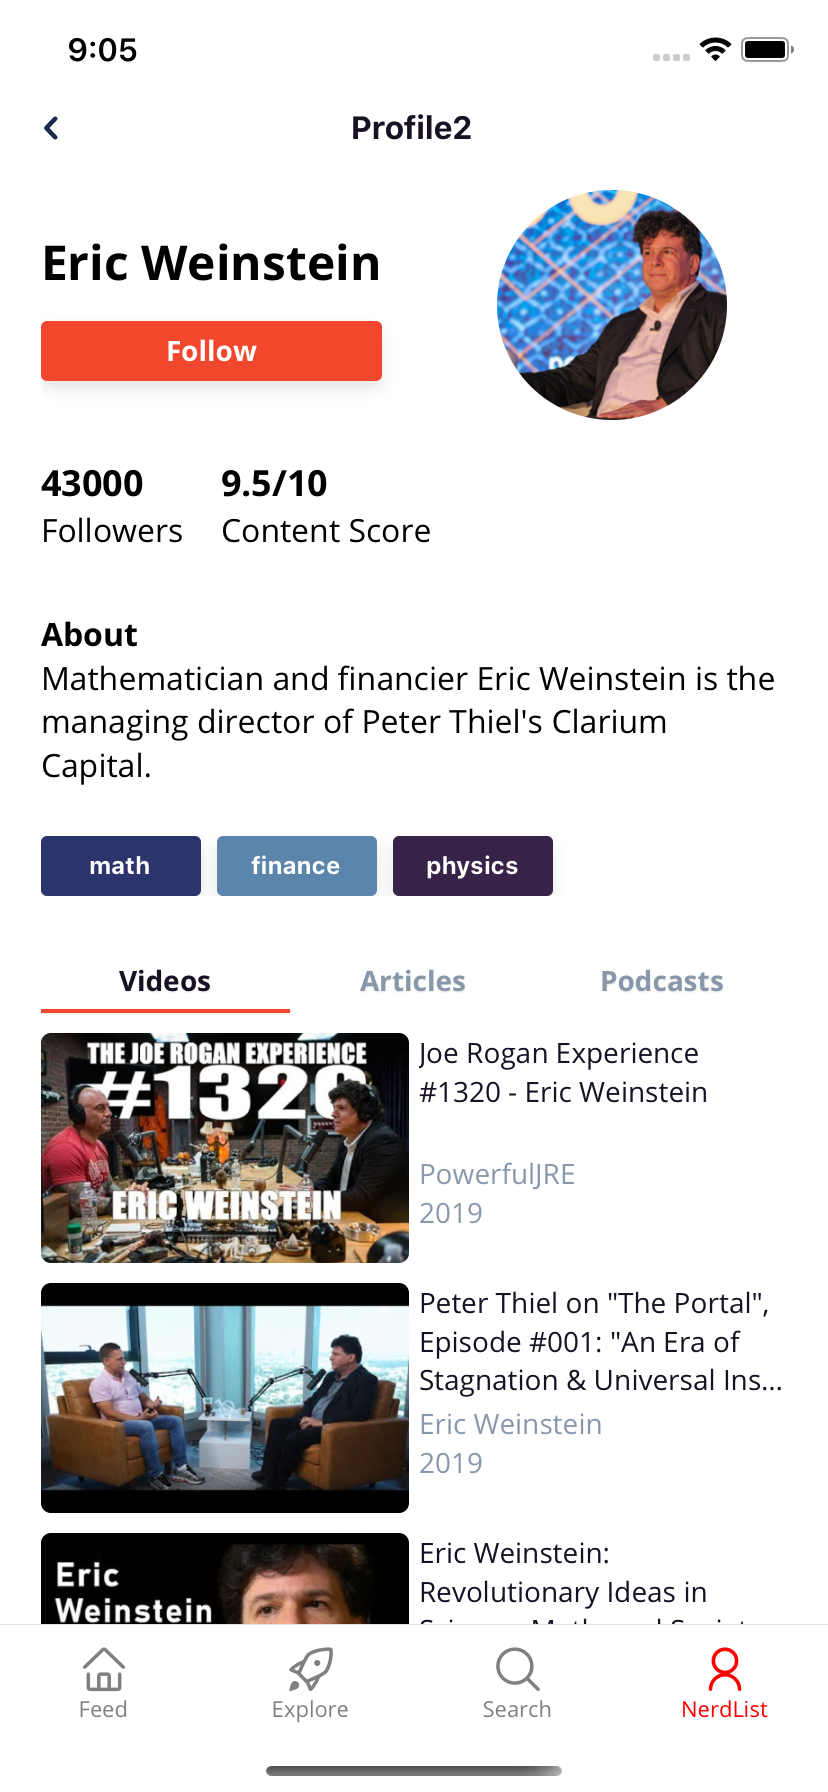 9:05
Profile2
Eric Weinstein
Follow
43000
Followers
9.5/10
Content Score
About
Mathematician and financier Eric Weinstein is the
managing director of Peter Thiel's Clarium
Capital.
math
finance
physics
Videos
Articles
Podcasts
THE JOE ROGAN EXPERIENCE
#1320
ERIC WEINSTEIN
Joe Rogan Experience
#1320 - Eric Weinstein
PowerfulJRE
2019
Peter Thiel on "The Portal",
Episode #001: "An Era of
Stagnation & Universal Ins...
Eric Weinstein
2019
Eric
Weinstein
Eric Weinstein:
Revolutionary Ideas in
Feed
Explore
Search
NerdList